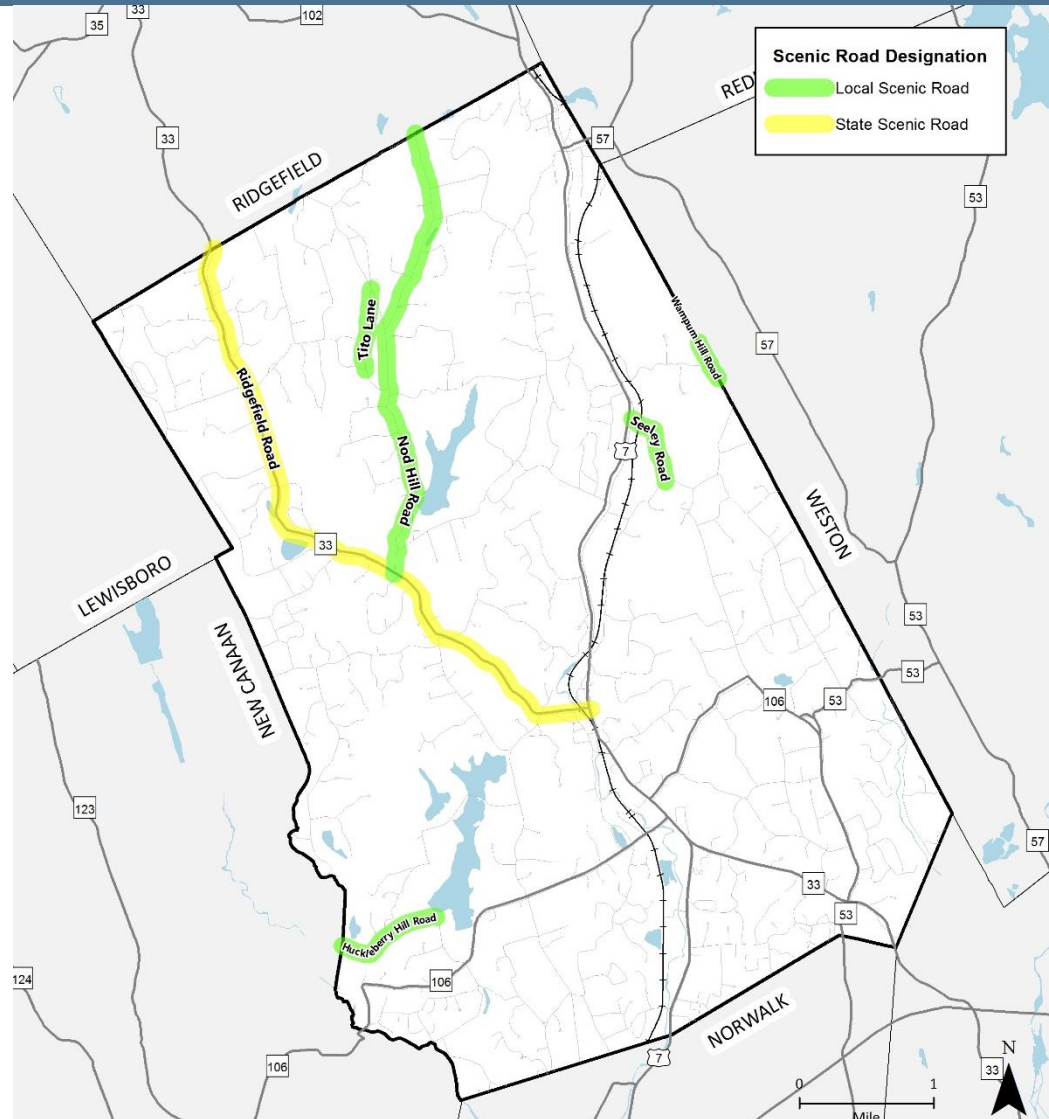 33
102
35
Scenic Road Designation
Local Scenic Road
State Scenic Road
33
57
53
RIDGEFIELD
Tito Lane
Wampum Hill Road
57
Ridgefield Road
Nod Hill Road
Seeley Road
7
WESTON
33
LEWISBORO
NEW CANAAN
53
53
53
106
123
57
33
53
Huckleberry Hill Road
124
106
NORWALK
106
7
33
N
0
1
Mile